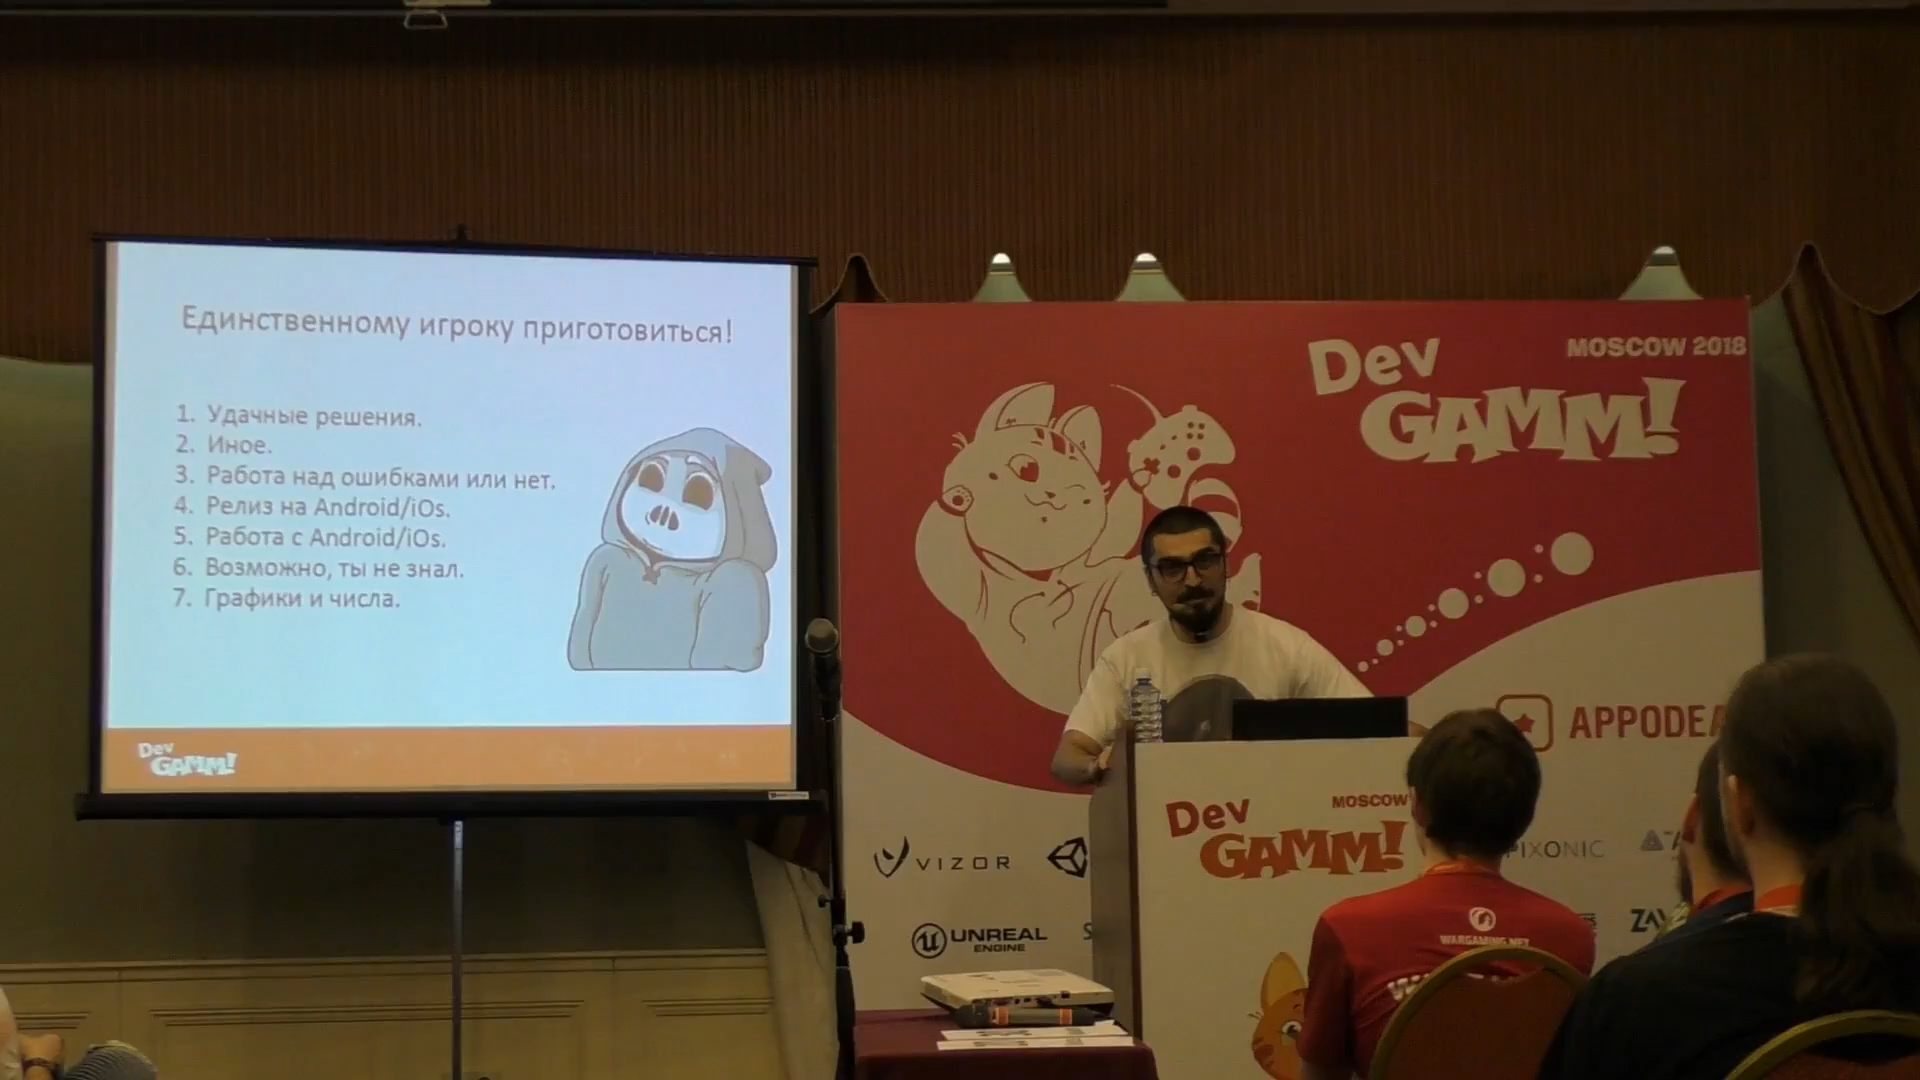 Единственному игроку приготовиться!
1. Удачные решения.
2. Иное.
3. Работа над ошибками или нет.
4. Релиз на Android/iOs.
5. Работа с Android/iOs.
6. Возможно, ты не знал.
7. Графики и числа.
Dev
GAMM!
MOSCOW 2018
Dev
GAMM!
APPODEA
Dev
MOSCOW
GAMM!
VIZOR
PIXONIC
UNREAL
ENGINE
WARGAMING.NET